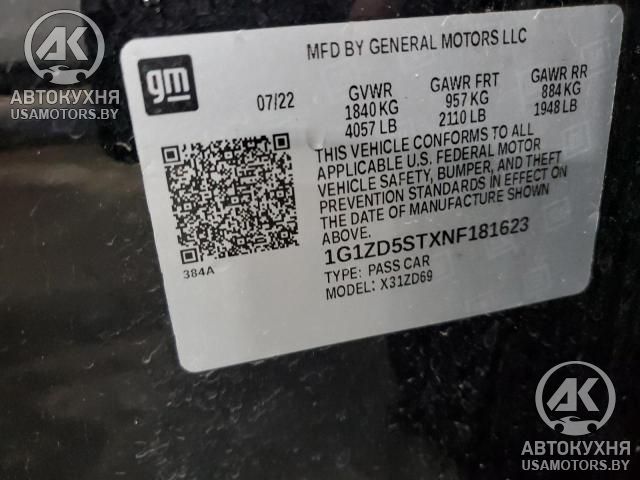 AK
АВТОКУХНЯ
USAMOTORS.BY
gm
MFD BY GENERAL MOTORS LLC
07/22
GVWR
1840 KG
4057 LB
GAWR FRT
957 KG
2110 LB
GAWR RR
884 KG
1948 LB
THIS VEHICLE CONFORMS TO ALL
APPLICABLE U.S. FEDERAL MOTOR
VEHICLE SAFETY, BUMPER, AND THEFT
PREVENTION STANDARDS IN EFFECT ON
THE DATE OF MANUFACTURE SHOWN
ABOVE.
384A
1G1ZD5STXNF181623
TYPE: PASS CAR
MODEL: X31ZD69
AK
АВТОКУХНЯ
USAMOTORS.BY